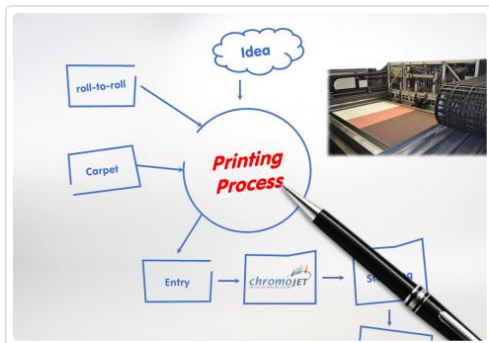 Idea
roll-to-roll
Printing
Process
Carpet
Entry
chromoJET